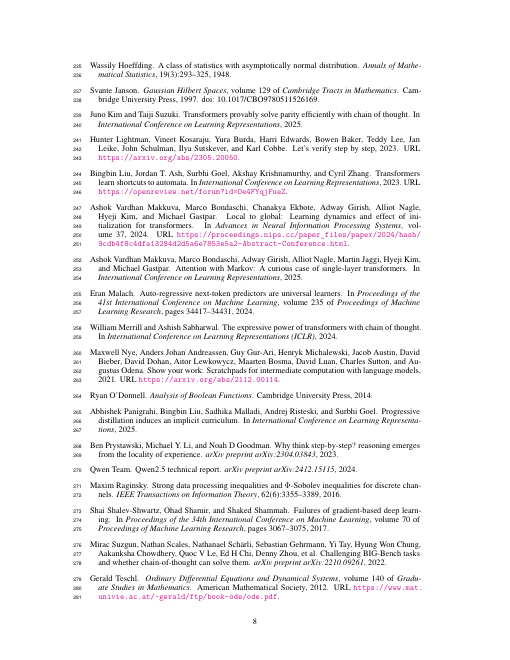 235 Wassily Hoeffding. A class of statistics with asymptotically normal distribution. Annals of Mathe-
236 matical Statistics, 19(3):293–325, 1948.
237 Svante Janson. Gaussian Hilbert Spaces, volume 129 of Cambridge Tracts in Mathematics. Cam-
238 bridge University Press, 1997. doi: 10.1017/CBO9780511526169.
239 Juno Kim and Taiji Suzuki. Transformers provably solve parity efficiently with chain of thought. In
240 International Conference on Learning Representations, 2025.
241 Hunter Lightman, Vineet Kosaraju, Yura Burda, Harri Edwards, Bowen Baker, Teddy Lee, Jan
242 Leike, John Schulman, Ilya Sutskever, and Karl Cobbe. Let's verify step by step, 2023. URL
243 https://arxiv.org/abs/2305.20050.
244 Bingbin Liu, Jordan T. Ash, Surbhi Goel, Akshay Krishnamurthy, and Cyril Zhang. Transformers
245 learn shortcuts to automata. In International Conference on Learning Representations, 2023. URL
246 https://openreview.net/forum?id=De4FYqjFueZ.
247 Ashok Vardhan Makkuva, Marco Bondaschi, Chanakya Ekbote, Adway Girish, Alliot Nagle,
248 Hyeji Kim, and Michael Gastpar. Local to global: Learning dynamics and effect of ini-
249 tialization for transformers. In Advances in Neural Information Processing Systems, vol-
250 ume 37, 2024. URL https://proceedings.nips.cc/paper_files/paper/2024/hash/
251 9cdb4f8c4dfa13284d2d5a6e7853e5a2-Abstract-Conference.html.
252 Ashok Vardhan Makkuva, Marco Bondaschi, Adway Girish, Alliot Nagle, Martin Jaggi, Hyeji Kim,
253 and Michael Gastpar. Attention with Markov: A curious case of single-layer transformers. In
254 International Conference on Learning Representations, 2025.
255 Eran Malach. Auto-regressive next-token predictors are universal learners. In Proceedings of the
256 41st International Conference on Machine Learning, volume 235 of Proceedings of Machine
257 Learning Research, pages 34417–34431, 2024.
258 William Merrill and Ashish Sabharwal. The expressive power of transformers with chain of thought.
259 In International Conference on Learning Representations (ICLR), 2024.
260 Maxwell Nye, Anders Johan Andreassen, Guy Gur-Ari, Henryk Michalewski, Jacob Austin, David
261 Bieber, David Dohan, Aitor Lewkowycz, Maarten Bosma, David Luan, Charles Sutton, and Au-
262 gustus Odena. Show your work: Scratchpads for intermediate computation with language models,
263 2021. URL https://arxiv.org/abs/2112.00114.
264 Ryan O'Donnell. Analysis of Boolean Functions. Cambridge University Press, 2014.
265 Abhishek Panigrahi, Bingbin Liu, Sadhika Malladi, Andrej Risteski, and Surbhi Goel. Progressive
266 distillation induces an implicit curriculum. In International Conference on Learning Representa-
267 tions, 2025.
268 Ben Prystawski, Michael Y. Li, and Noah D Goodman. Why think step-by-step? reasoning emerges
269 from the locality of experience. arXiv preprint arXiv:2304.03843, 2023.
270 Qwen Team. Qwen2.5 technical report. arXiv preprint arXiv:2412.15115, 2024.
271 Maxim Raginsky. Strong data processing inequalities and Φ-Sobolev inequalities for discrete chan-
272 nels. IEEE Transactions on Information Theory, 62(6):3355–3389, 2016.
273 Shai Shalev-Shwartz, Ohad Shamir, and Shaked Shammah. Failures of gradient-based deep learn-
274 ing. In Proceedings of the 34th International Conference on Machine Learning, volume 70 of
275 Proceedings of Machine Learning Research, pages 3067–3075, 2017.
276 Mirac Suzgun, Nathan Scales, Nathanael Schärli, Sebastian Gehrmann, Yi Tay, Hyung Won Chung,
277 Aakanksha Chowdhery, Quoc V Le, Ed H Chi, Denny Zhou, et al. Challenging BIG-Bench tasks
278 and whether chain-of-thought can solve them. arXiv preprint arXiv:2210.09261, 2022.
279 Gerald Teschl. Ordinary Differential Equations and Dynamical Systems, volume 140 of Gradu-
280 ate Studies in Mathematics. American Mathematical Society, 2012. URL https://www.mat.
281 univie.ac.at/~gerald/ftp/book-ode/ode.pdf.
8